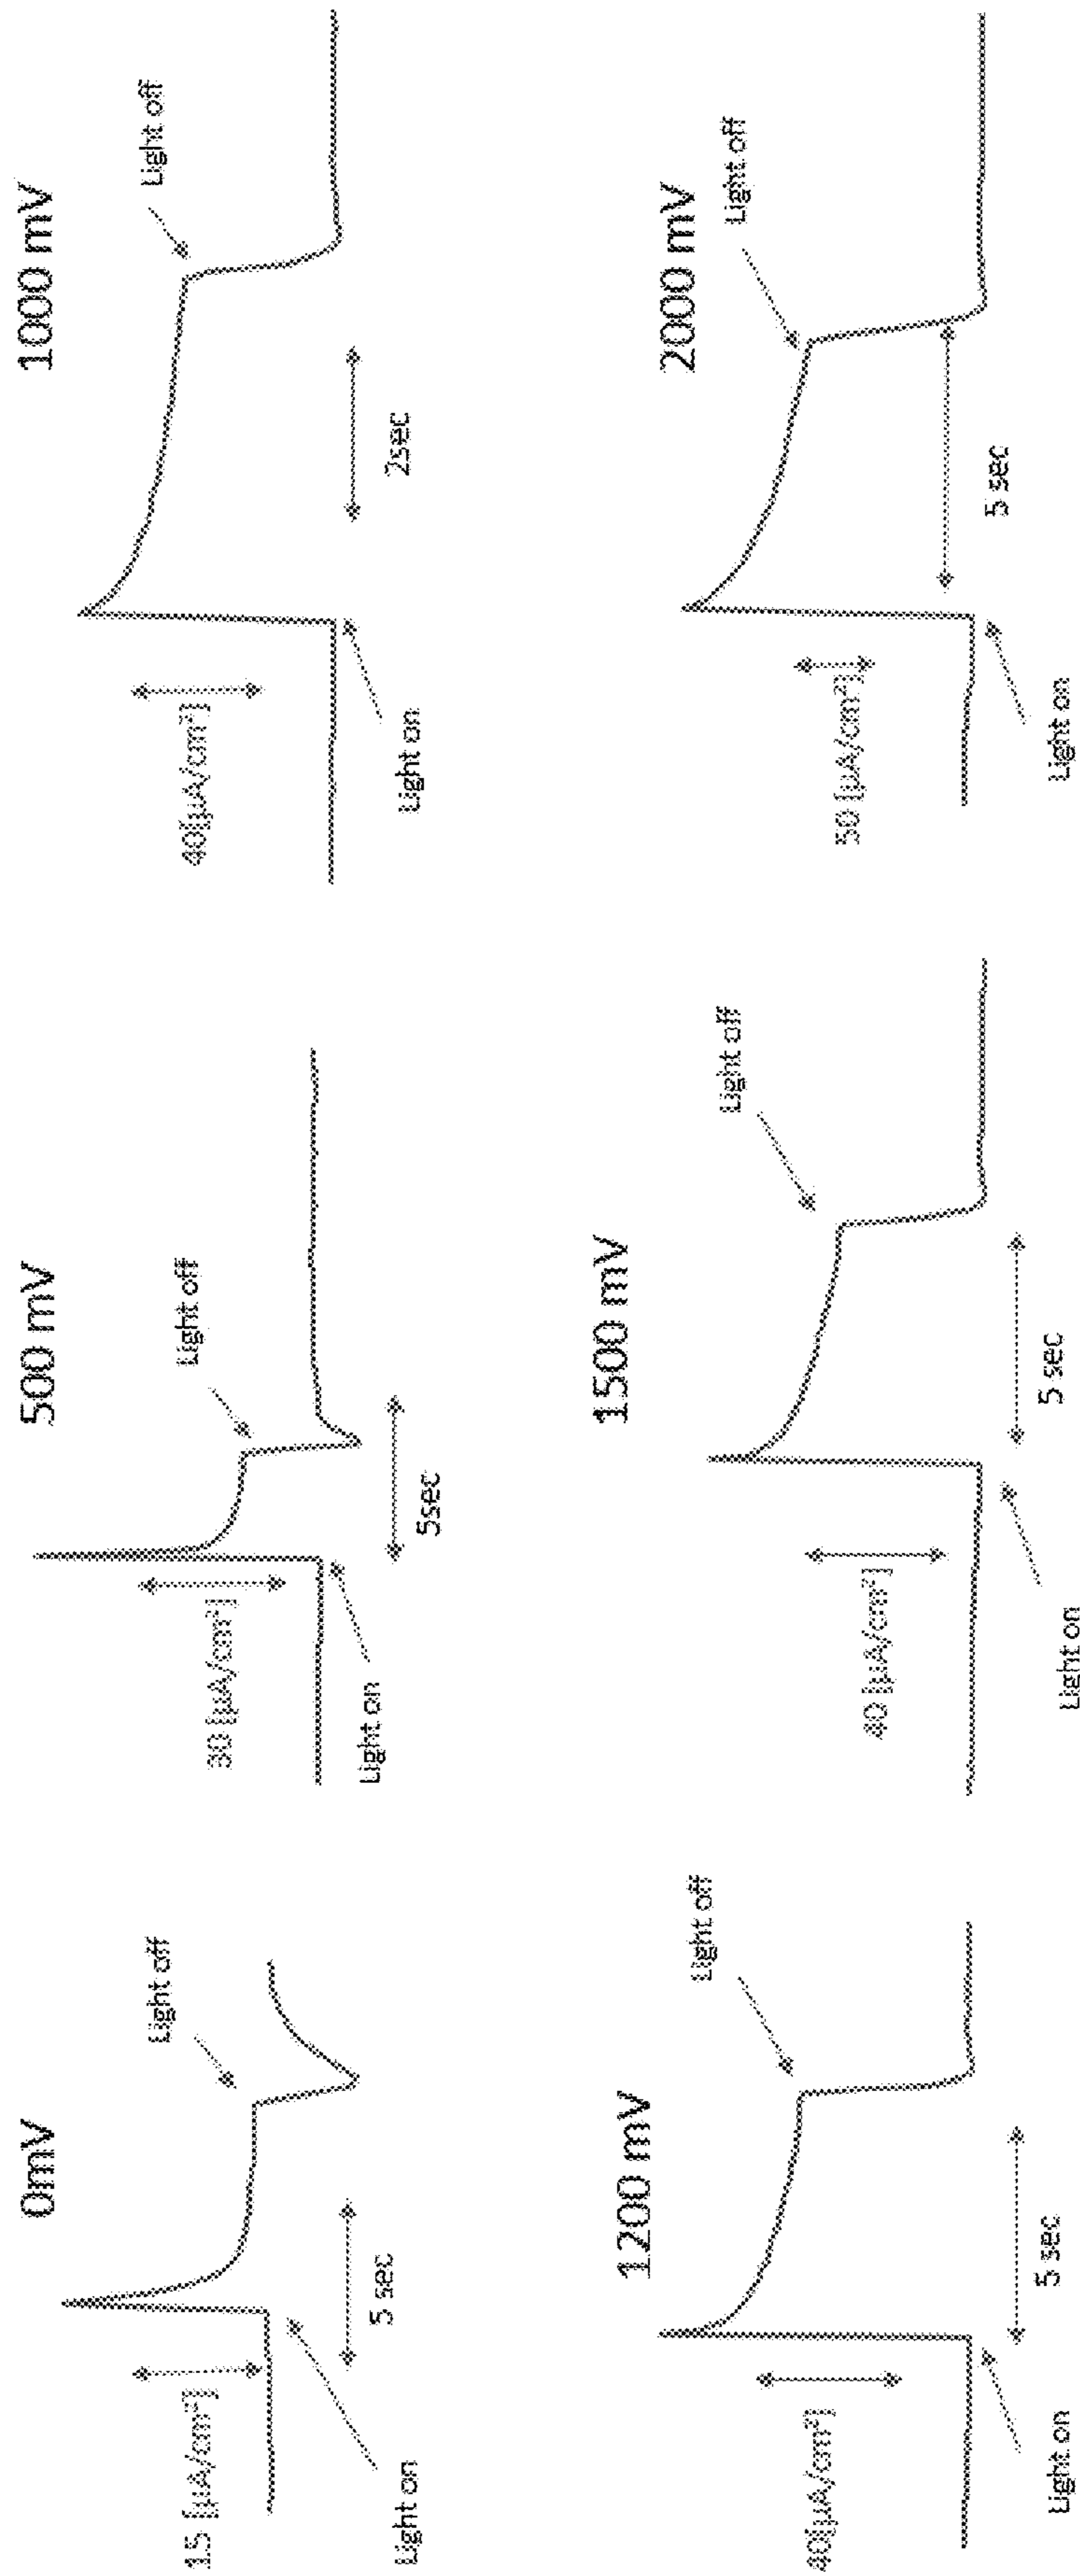 0mV
15 [µA/cm²]
Light on
Light off
5 sec
500 mV
30 [µA/cm²]
Light on
Light off
5sec
1000 mV
40[µA/cm²]
Light on
Light off
2sec
1200 mV
40[µA/cm²]
Light on
Light off
5 sec
1500 mV
40 [µA/cm²]
Light on
Light off
5 sec
2000 mV
50 [µA/cm²]
Light on
Light off
5 sec